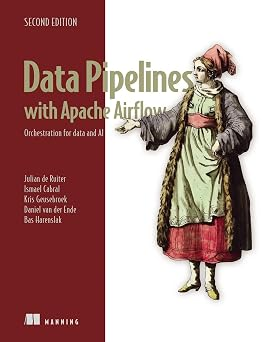 SECOND EDITION
Data Pipelines
with Apache Airflow
Orchestration for data and AI
Julian de Ruiter
Ismael Cabral
Kris Geusebroek
Daniel van der Ende
Bas Harenslak
MANNING